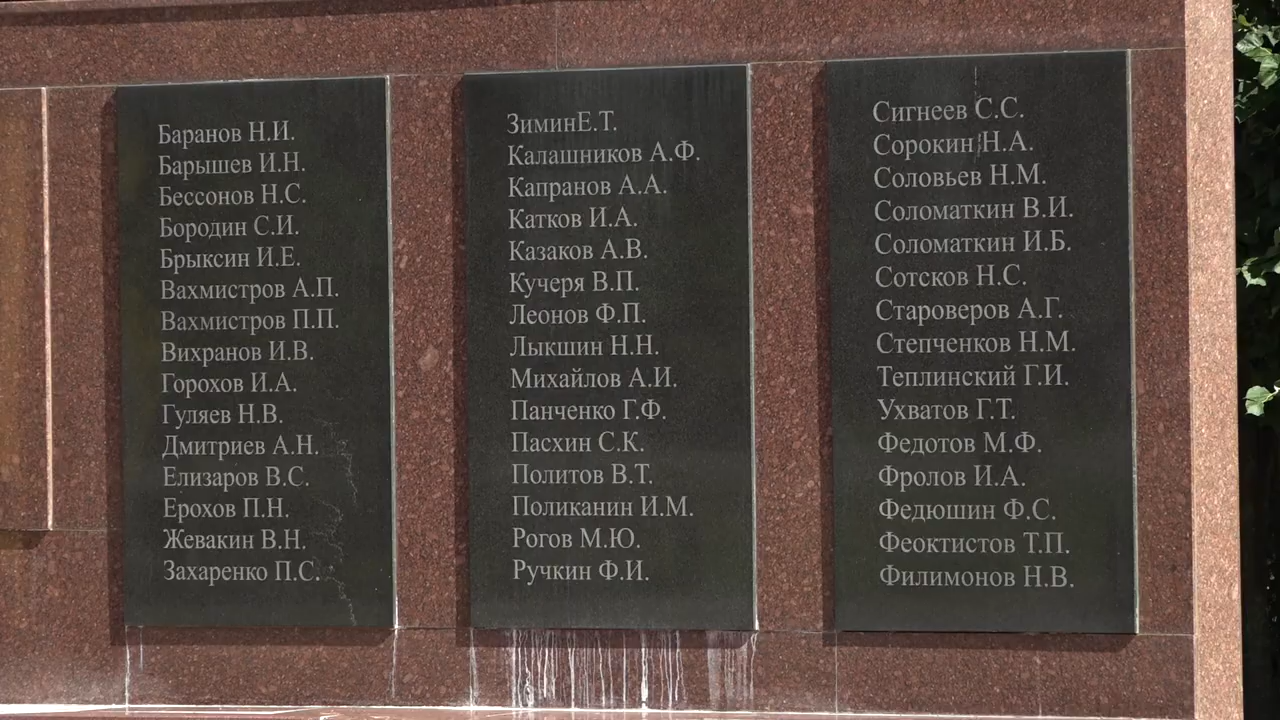 Баранов Н.И.
Барышев И.Н.
Бессонов Н.С.
Бородин С.И.
Брыксин И.Е.
Вахмистров А.П.
Вахмистров П.П.
Вихранов И.В.
Горохов И.А.
Гуляев Н.В.
Дмитриев А.Н.
Елизаров В.С.
Ерохов П.Н.
Жевакин В.Н.
Захаренко П.С.
ЗиминЕ.Т.
Калашников А.Ф.
Капранов А.А.
Катков И.А.
Казаков А.В.
Кучеря В.П.
Леонов Ф.П.
Лыкшин Н.Н.
Михайлов А.И.
Панченко Г.Ф.
Пасхин С.К.
Политов В.Т.
Поликанин И.М.
Рогов М.Ю.
Ручкин Ф.И.
Сигнеев С.С.
Сорокин Н.А.
Соловьев Н.М.
Соломаткин В.И.
Соломаткин И.Б.
Сотсков Н.С.
Староверов А.Г.
Степченков Н.М.
Теплинский Г.И.
Ухватов Г.Т.
Федотов М.Ф.
Фролов И.А.
Федюшин Ф.С.
Феоктистов Т.П.
Филимонов Н.В.